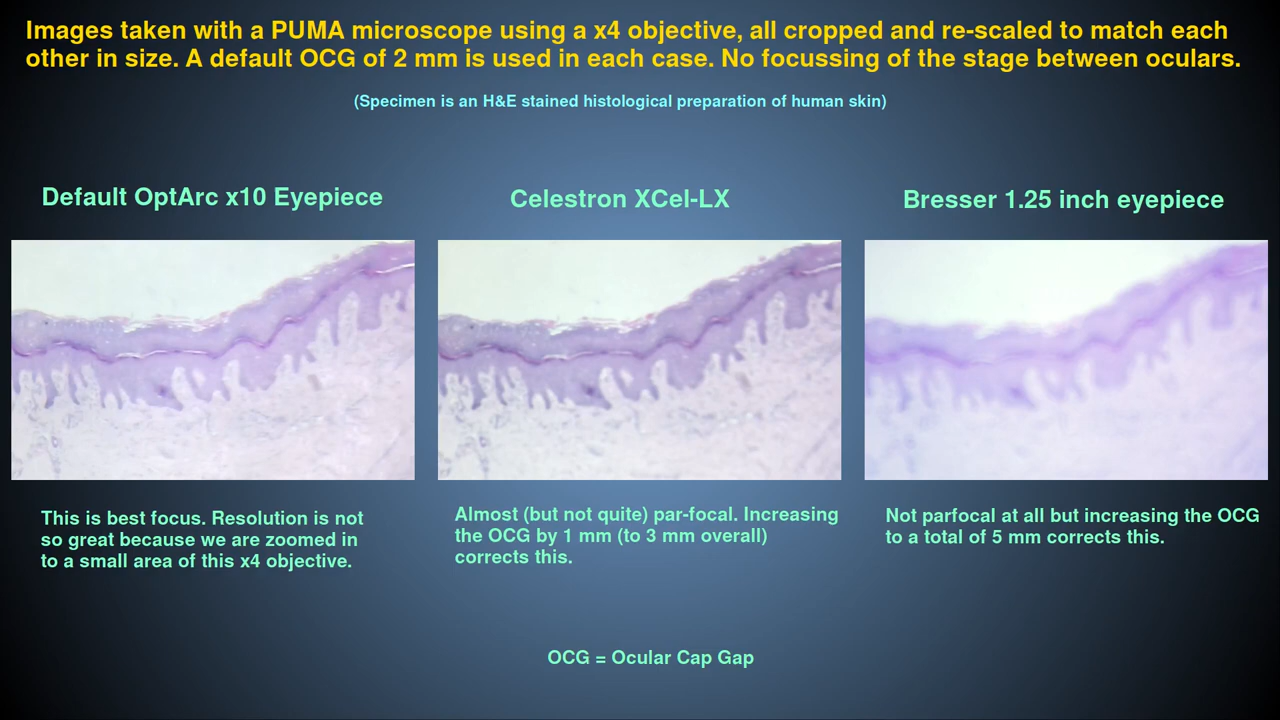 Images taken with a PUMA microscope using a x4 objective, all cropped and re-scaled to match each
other in size. A default OCG of 2 mm is used in each case. No focussing of the stage between oculars.
(Specimen is an H&E stained histological preparation of human skin)
Default OptArc x10 Eyepiece
Celestron XCel-LX
Bresser 1.25 inch eyepiece
This is best focus. Resolution is not
so great because we are zoomed in
to a small area of this x4 objective.
Almost (but not quite) par-focal. Increasing
the OCG by 1 mm (to 3 mm overall)
corrects this.
Not parfocal at all but increasing the OCG
to a total of 5 mm corrects this.
OCG = Ocular Cap Gap